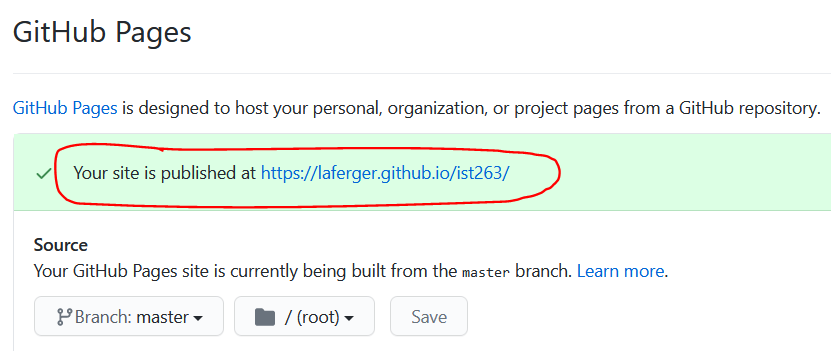 GitHub Pages
GitHub Pages is designed to host your personal, organization, or project pages from a GitHub repository.
Your site is published at https://laferger.github.io/ist263/
Source
Your GitHub Pages site is currently being built from the master branch. Learn more.
Branch: master / (root) Save